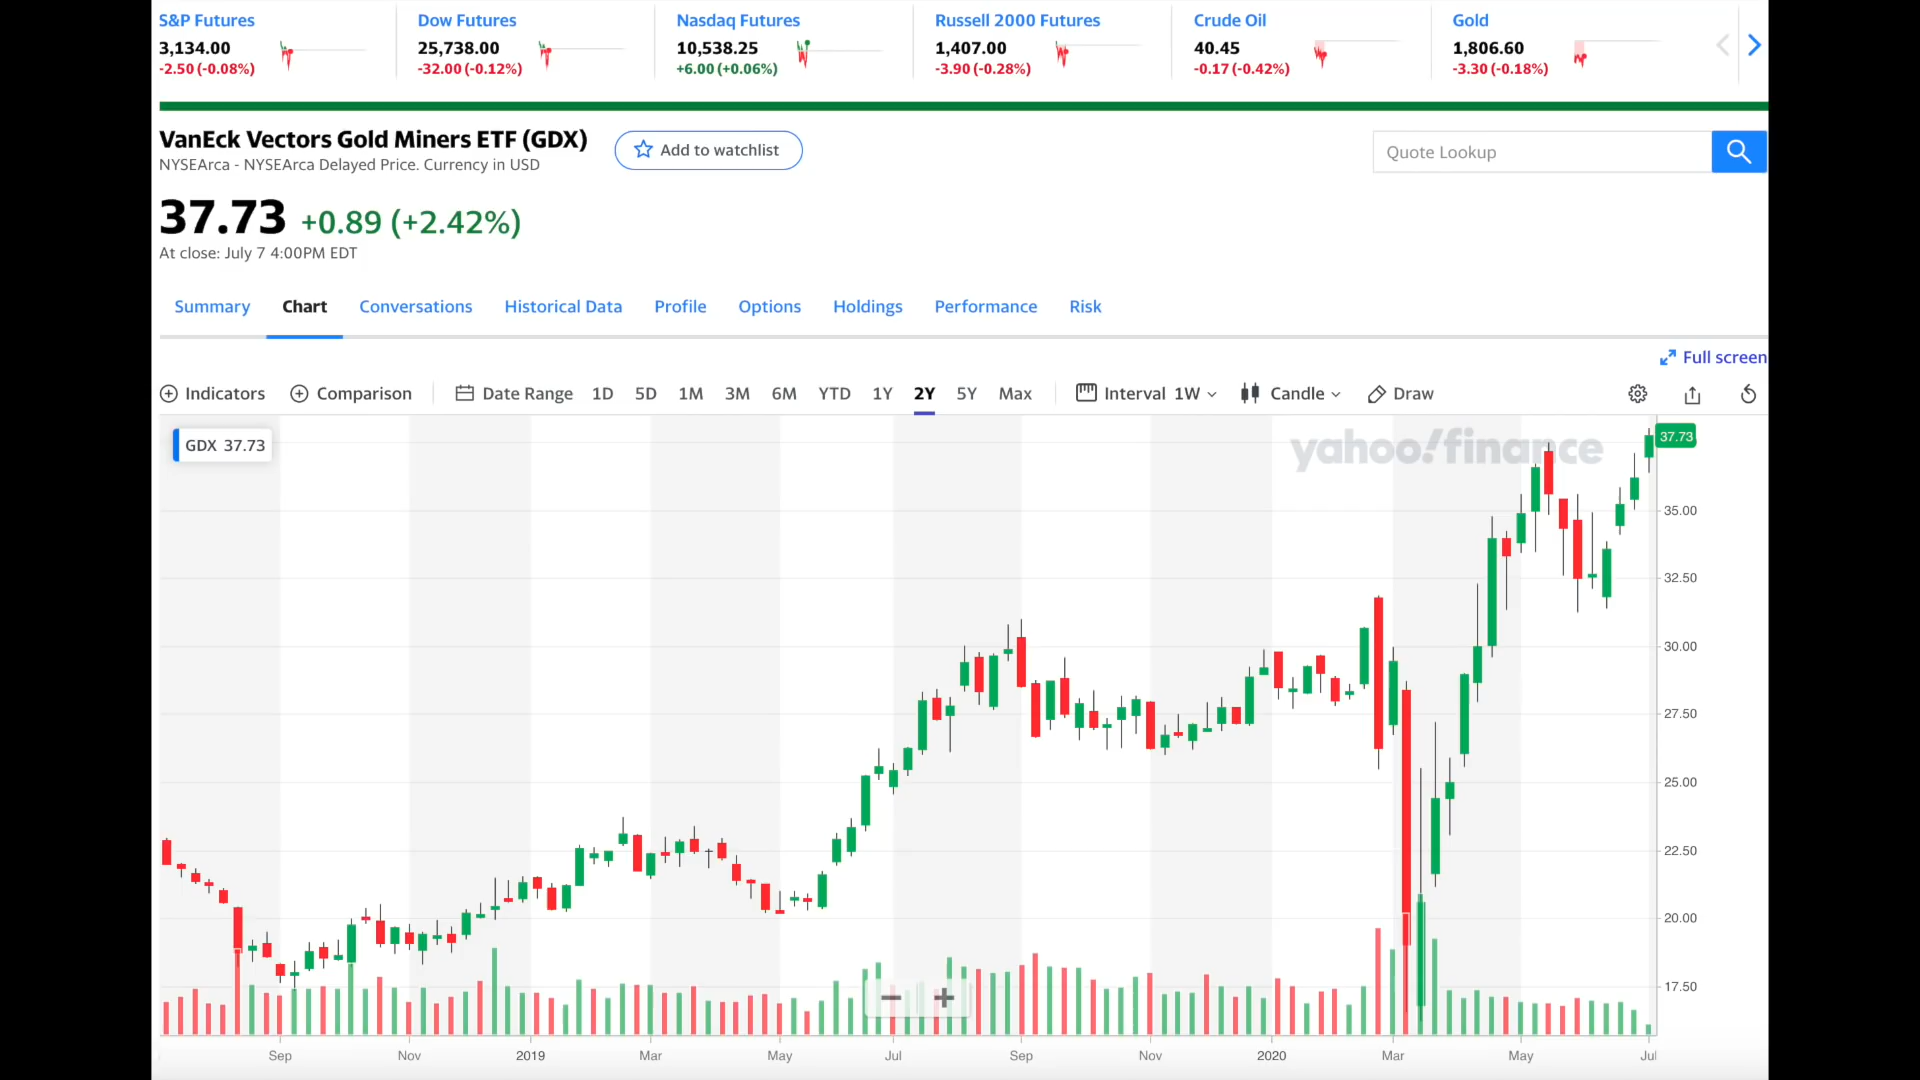 S&P Futures Dow Futures Nasdaq Futures Russell 2000 Futures Crude Oil Gold
3,134.00 25,738.00 10,538.25 1,407.00 40.45 1,806.60
-2.50 (-0.08%) -32.00 (-0.12%) +6.00 (+0.06%) -3.90 (-0.28%) -0.17 (-0.42%) -3.30 (-0.18%)
VanEck Vectors Gold Miners ETF (GDX)
Add to watchlist
Quote Lookup
NYSEArca - NYSEArca Delayed Price. Currency in USD
37.73 +0.89 (+2.42%)
At close: July 7 4:00PM EDT
Summary Chart Conversations Historical Data Profile Options Holdings Performance Risk
Full screen
Indicators Comparison Date Range 1D 5D 1M 3M 6M YTD 1Y 2Y 5Y Max Interval 1W Candle Draw
GDX 37.73
yahoo!finance
37.73
35.00
32.50
30.00
27.50
25.00
22.50
20.00
17.50
Sep Nov 2019 Mar May Jul Sep Nov 2020 Mar May Jul